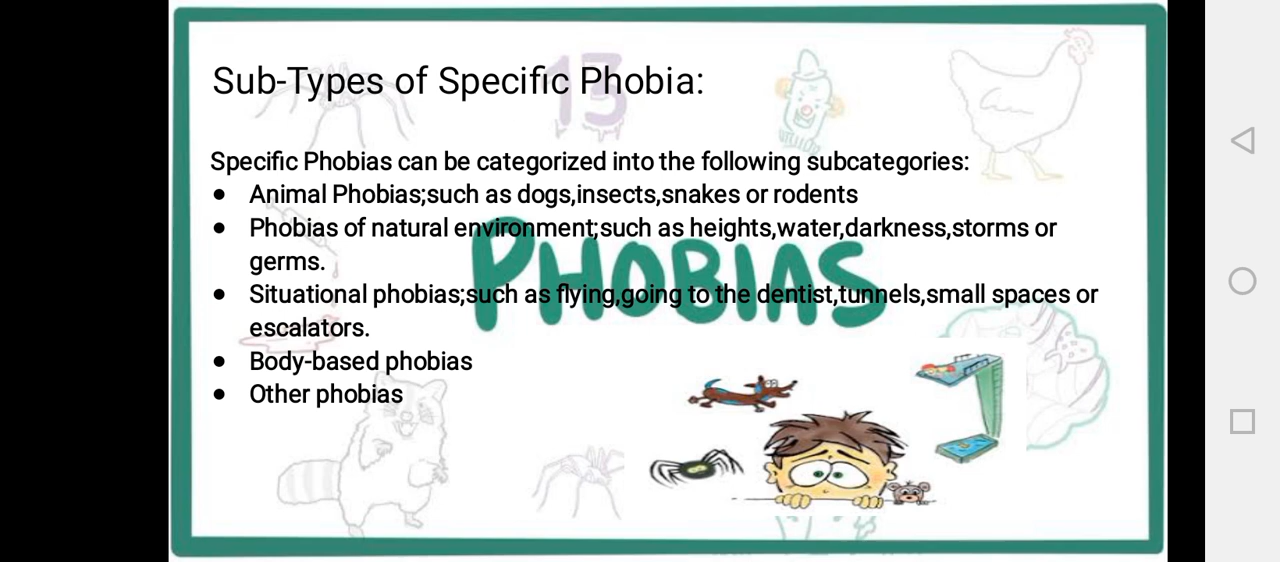 Sub-Types of Specific Phobia:
13
Specific Phobias can be categorized into the following subcategories:
● Animal Phobias;such as dogs,insects,snakes or rodents
● Phobias of natural environment;such as heights,water,darkness,storms or
germs.
PHOBIAS
● Situational phobias;such as flying,going to the dentist,tunnels,small spaces or
escalators.
● Body-based phobias
● Other phobias